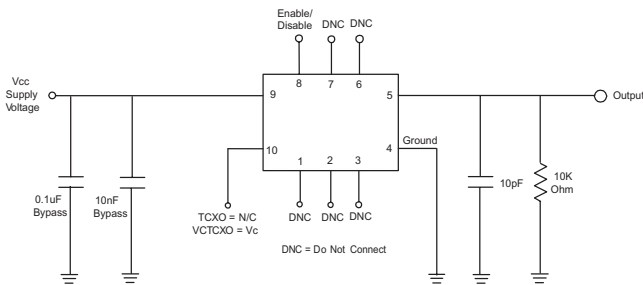 Enable/
Disable
DNC
DNC
8
7
6
Vcc
Supply
Voltage
9
5
Output
10
4
Ground
1
2
3
0.1uF
Bypass
10nF
Bypass
10pF
10K
Ohm
TCXO = N/C
VCTCXO = Vc
DNC
DNC
DNC
DNC = Do Not Connect